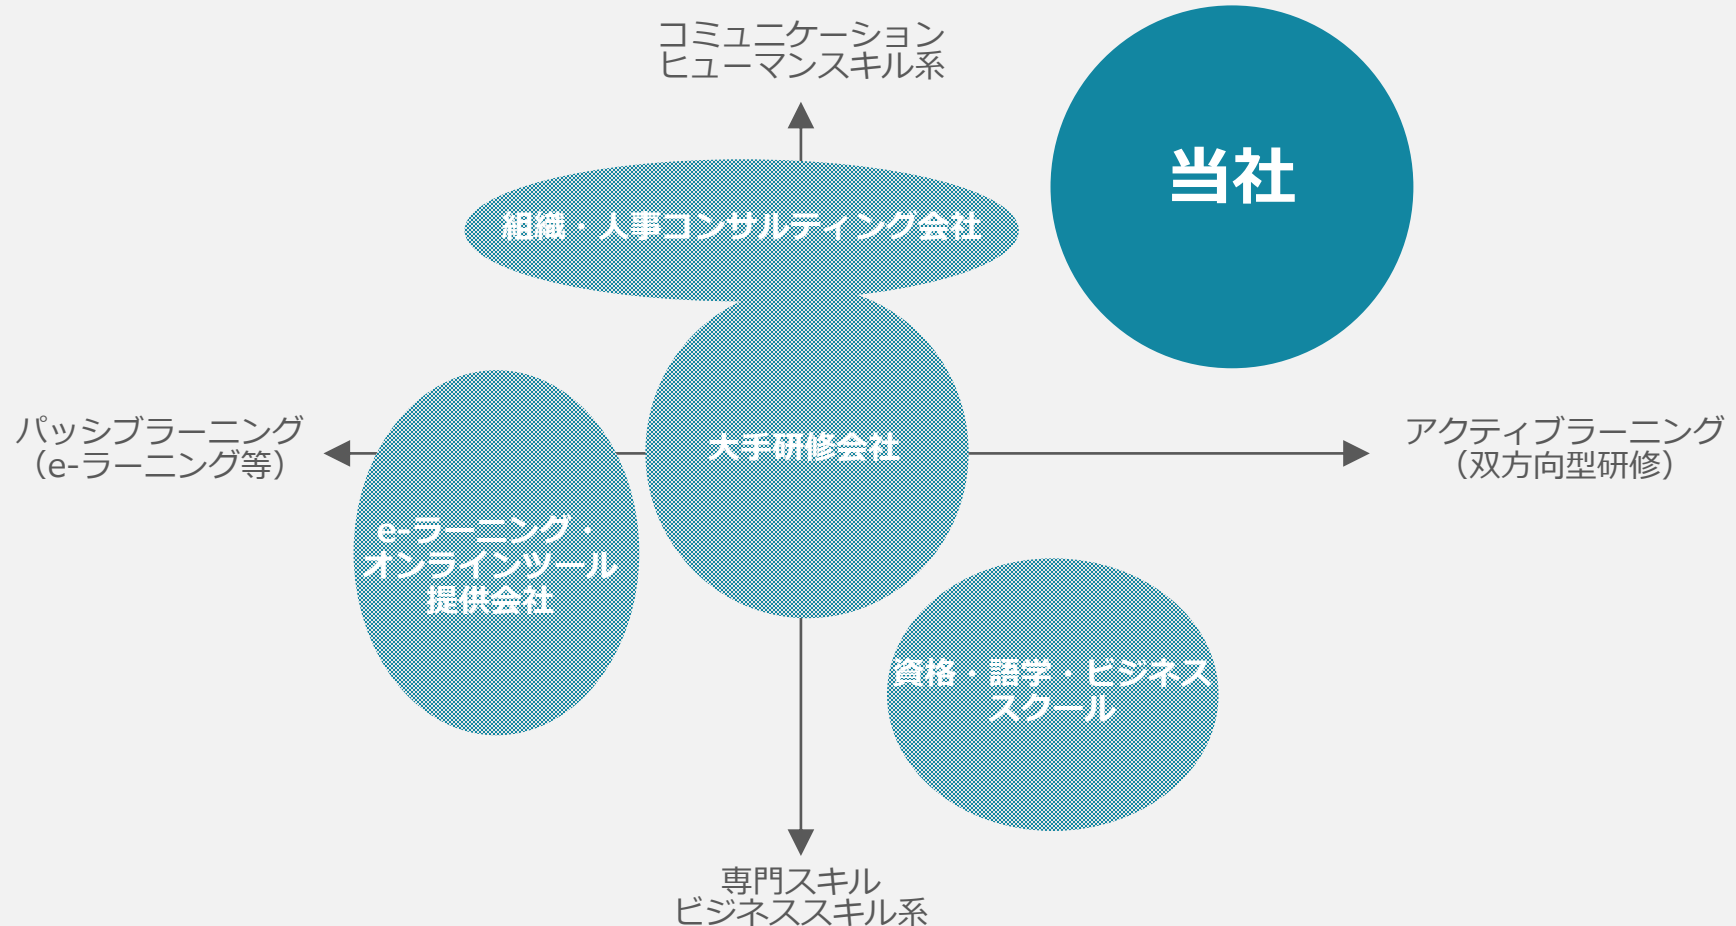 コミュニケーション
ヒューマンスキル系
当社
組織・人事コンサルティング会社
パッシブラーニング
（e-ラーニング等）
大手研修会社
アクティブラーニング
（双方向型研修）
e-ラーニング・
オンラインツール
提供会社
資格・語学・ビジネス
スクール
専門スキル
ビジネススキル系